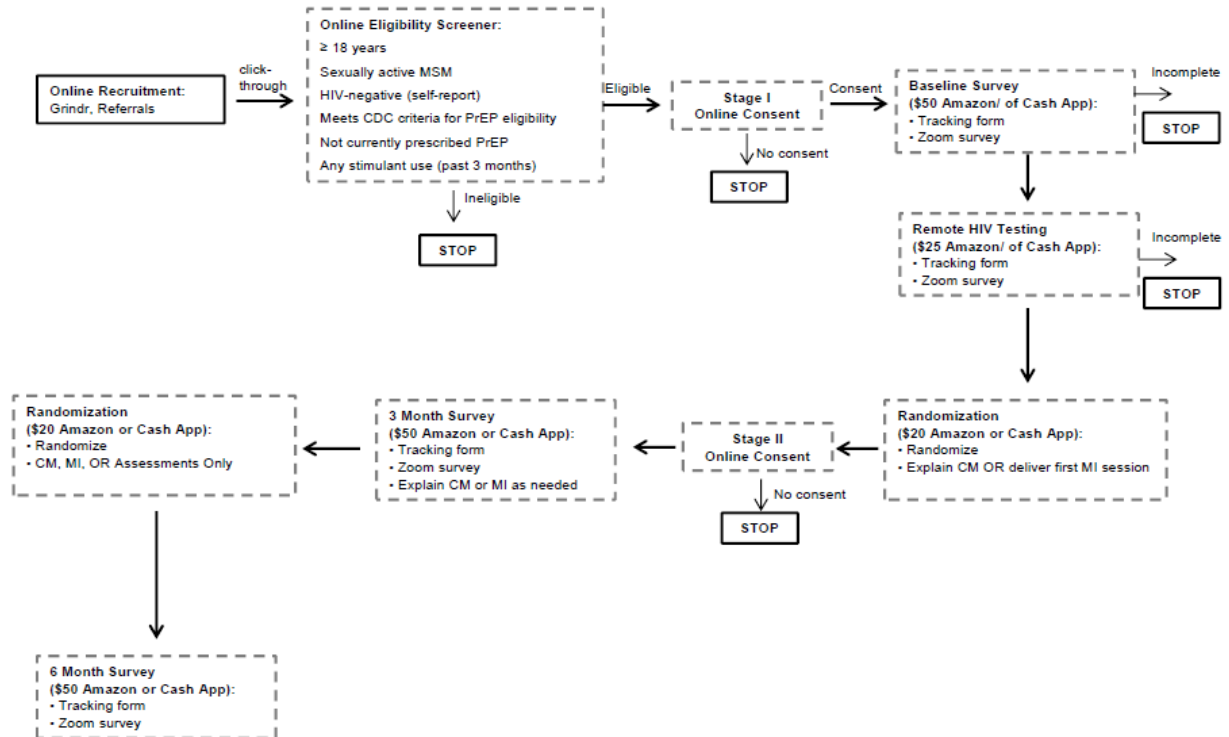 Online Recruitment:
Grindr, Referrals
click-
through
Online Eligibility Screener:
≥ 18 years
Sexually active MSM
HIV-negative (self-report)
Meets CDC criteria for PrEP eligibility
Not currently prescribed PrEP
Any stimulant use (past 3 months)
Ineligible
STOP
Eligible
Stage I
Online Consent
No consent
STOP
Consent
Baseline Survey
($50 Amazon/ of Cash App):
▪ Tracking form
▪ Zoom survey
Incomplete
STOP
Remote HIV Testing
($25 Amazon/ of Cash App):
▪ Tracking form
▪ Zoom survey
Incomplete
STOP
Randomization
($20 Amazon or Cash App):
▪ Randomize
▪ Explain CM OR deliver first MI session
Stage II
Online Consent
No consent
STOP
3 Month Survey
($50 Amazon or Cash App):
▪ Tracking form
▪ Zoom survey
▪ Explain CM or MI as needed
Randomization
($20 Amazon or Cash App):
▪ Randomize
▪ CM, MI, OR Assessments Only
6 Month Survey
($50 Amazon or Cash App):
▪ Tracking form
▪ Zoom survey